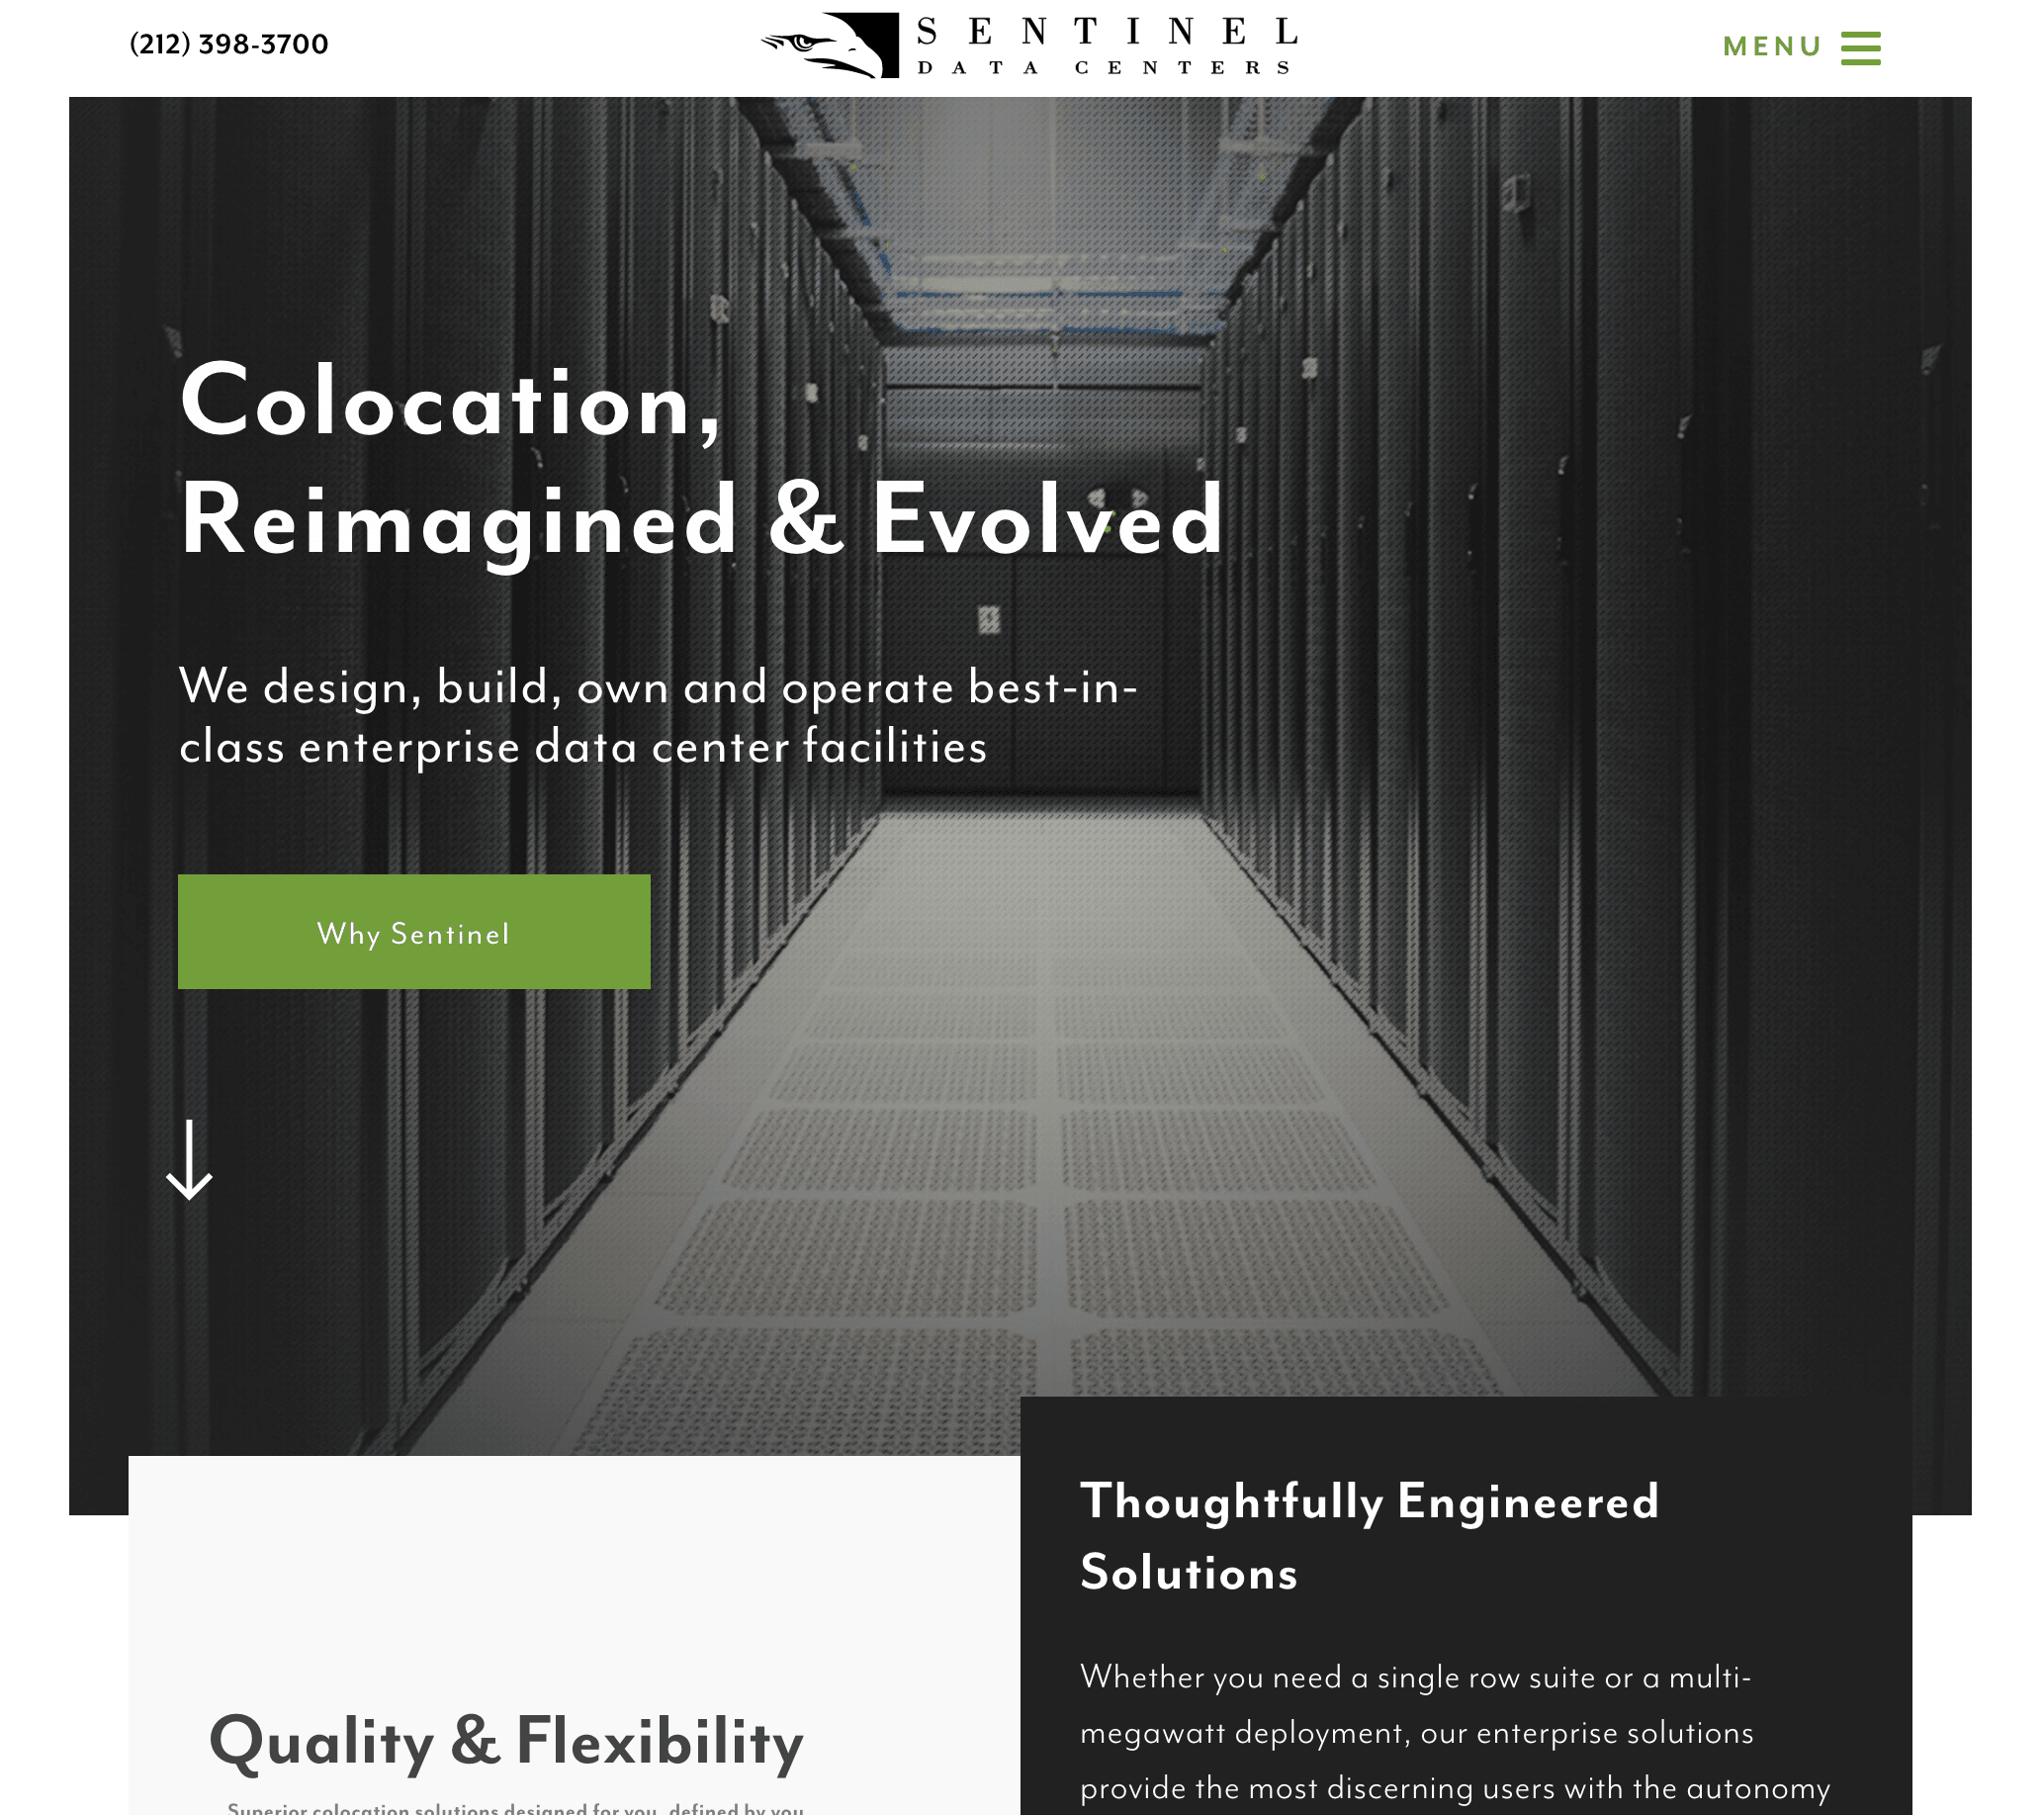 (212) 398-3700
SENTINEL
DATA CENTERS
MENU
Colocation,
Reimagined & Evolved
We design, build, own and operate best-in-
class enterprise data center facilities
Why Sentinel
Quality & Flexibility
Superior colocation solutions designed for you, defined by you
Thoughtfully Engineered
Solutions
Whether you need a single row suite or a multi-
megawatt deployment, our enterprise solutions
provide the most discerning users with the autonomy